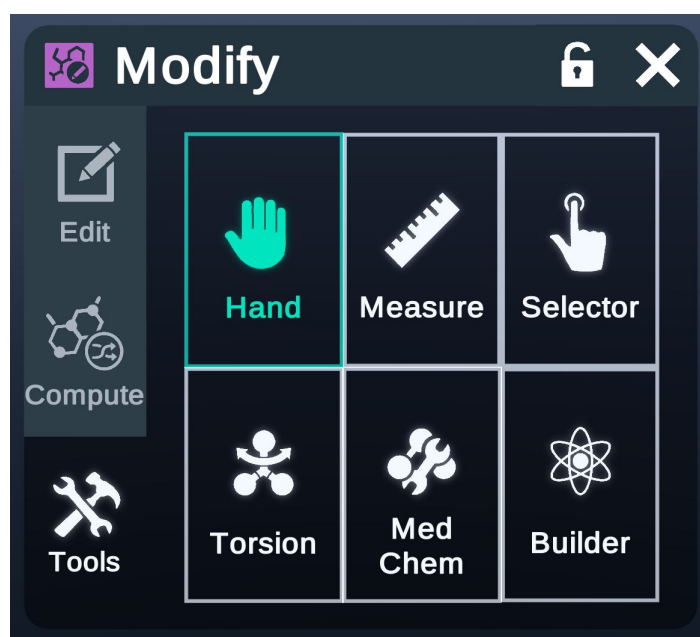 Modify
Edit
Compute
Tools
Hand
Measure
Selector
Torsion
Med
Chem
Builder